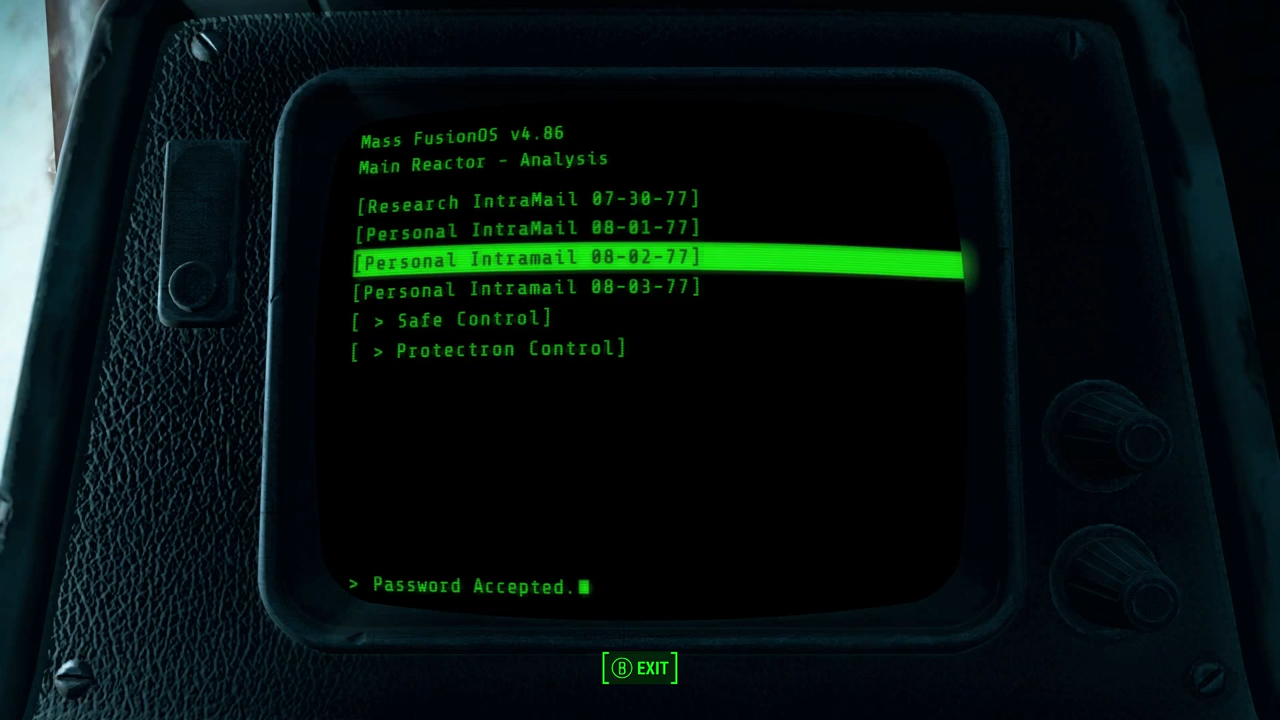 Mass FusionOS v4.86
Main Reactor - Analysis
[Research IntraMail 07-30-77]
[Personal IntraMail 08-01-77]
[Personal Intramail 08-02-77]
[Personal Intramail 08-03-77]
[ > Safe Control]
[ > Protectron Control]
> Password Accepted.
[Ⓑ EXIT]